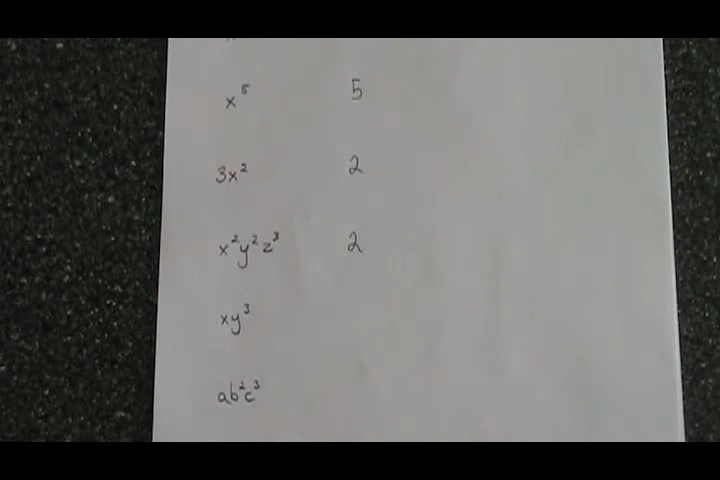 x⁵ 5
3x² 2
x²y²z³ 2
xy³
ab²c³